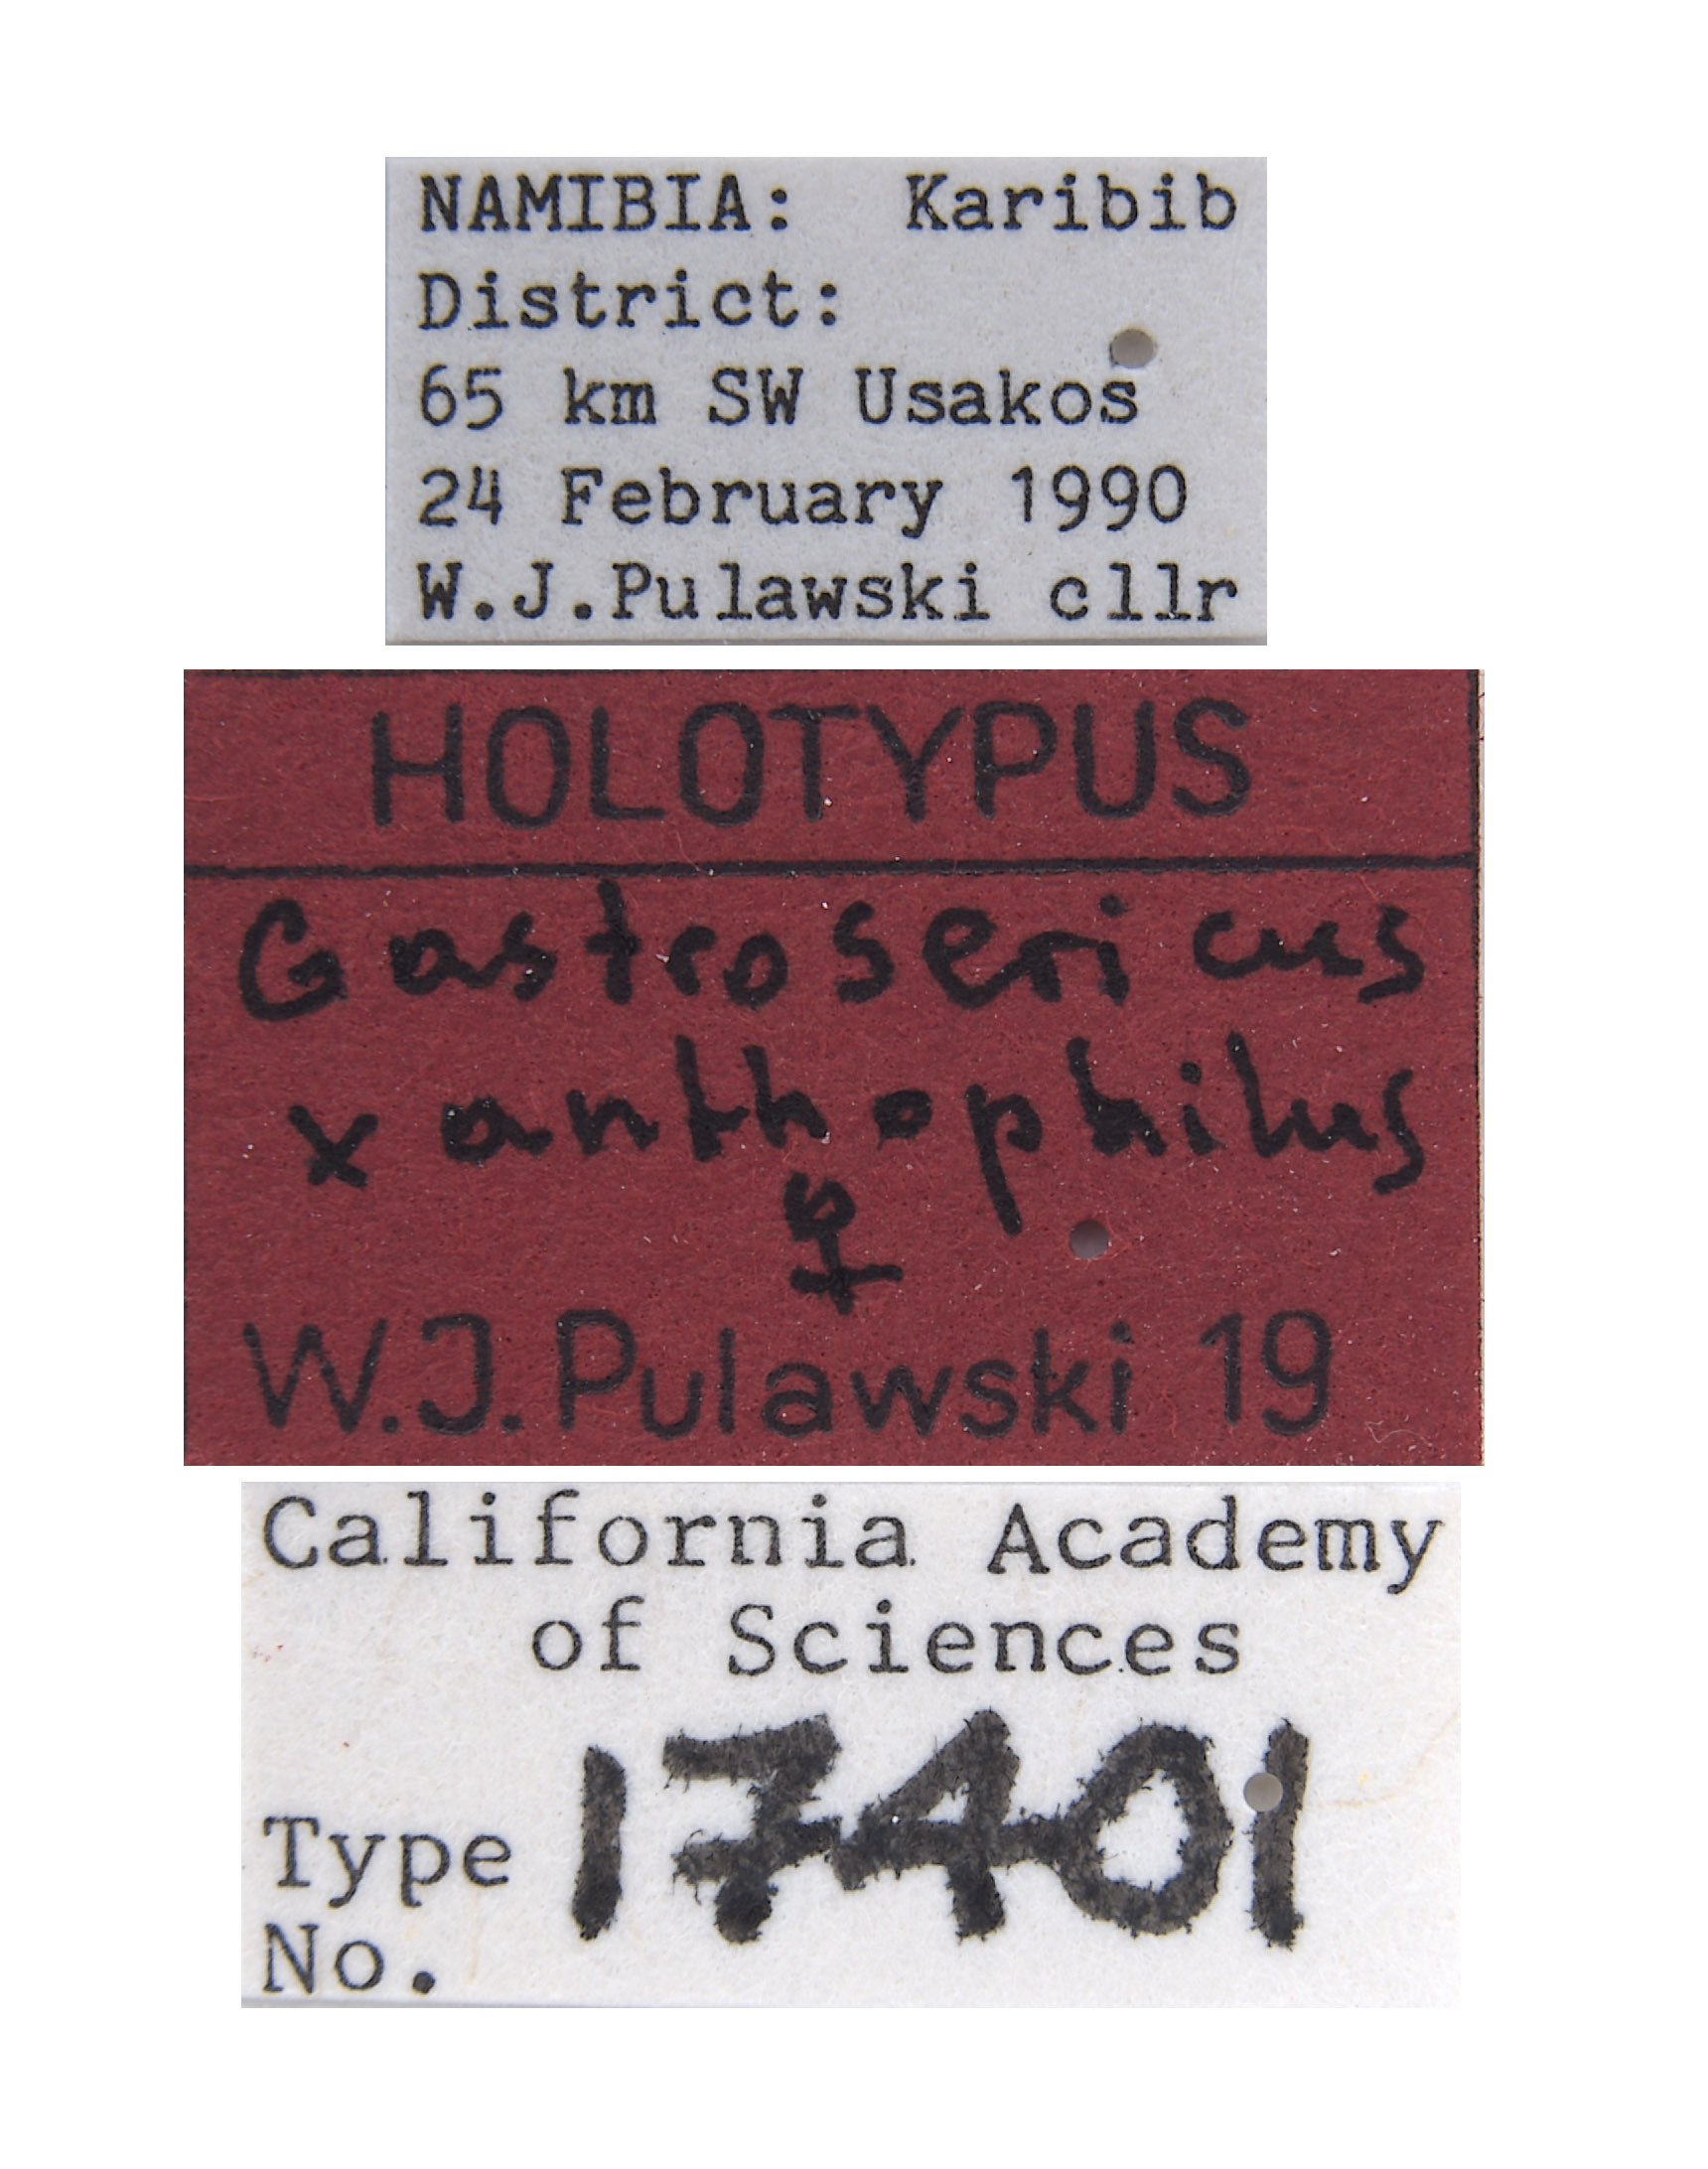 NAMIBIA: Karibib
District:
65 km SW Usakos
24 February 1990
W.J.Pulawski cllr
HOLOTYPUS
Gastrosericus
xanthophilus
♀
W.J.Pulawski 19
California Academy
of Sciences
Type 17401
No.